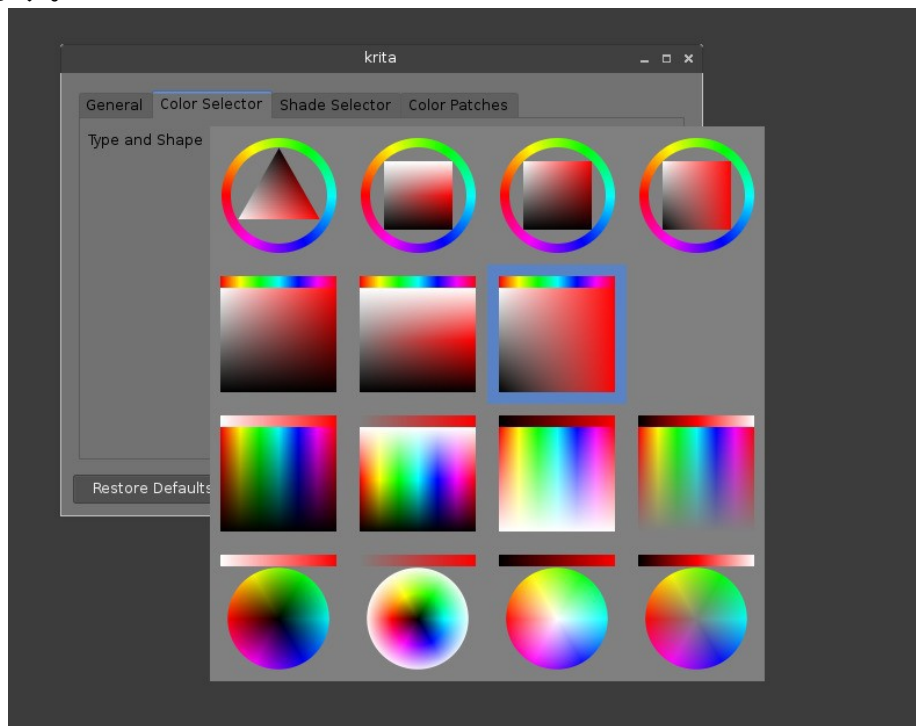 krita
General Color Selector Shade Selector Color Patches
Type and Shape
Restore Defaults